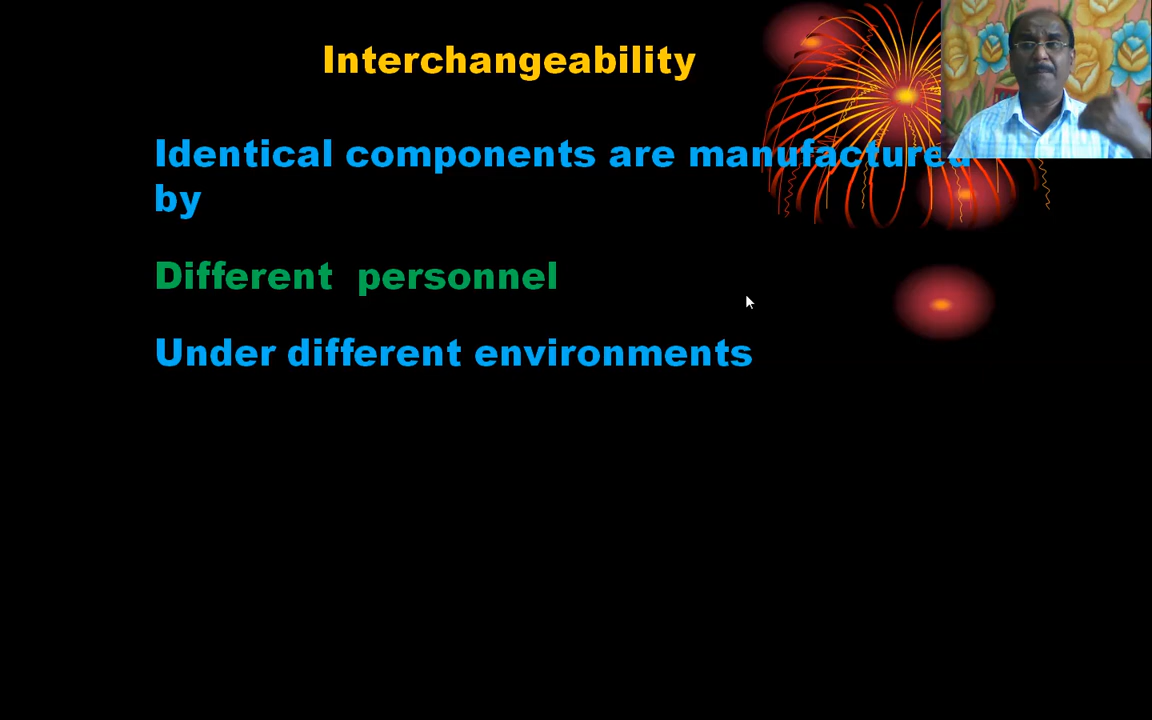 Interchangeability
Identical components are manufactured
by
Different personnel
Under different environments